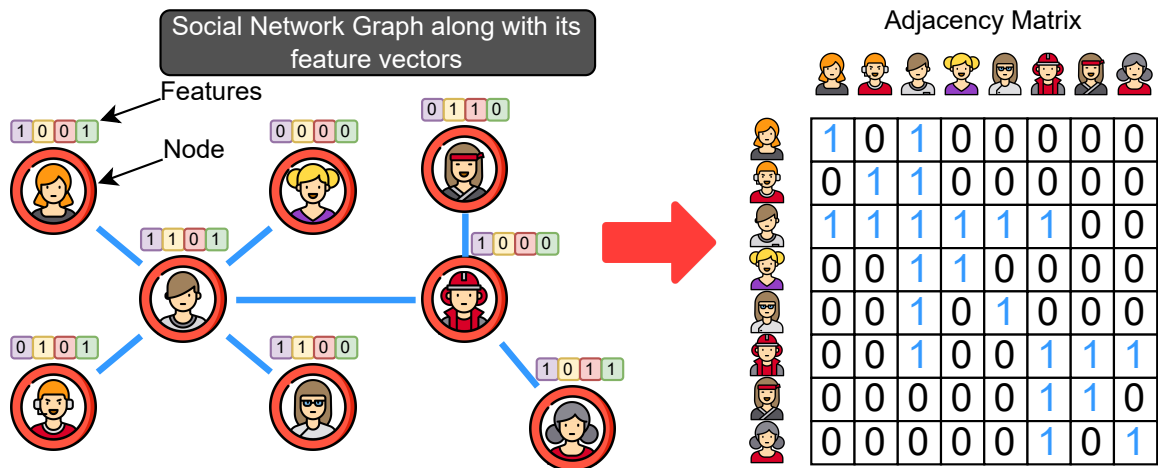 Social Network Graph along with its
feature vectors
Adjacency Matrix
Features
0 1 1 0
1 0 0 1
0 0 0 0
Node
1 1 0 1
1 0 0 0
0 1 0 1
1 1 0 0
1 0 1 1
1 0 1 0 0 0 0 0
0 1 1 0 0 0 0 0
1 1 1 1 1 1 0 0
0 0 1 1 0 0 0 0
0 0 1 0 1 0 0 0
0 0 1 0 0 1 1 1
0 0 0 0 0 1 1 0
0 0 0 0 0 1 0 1